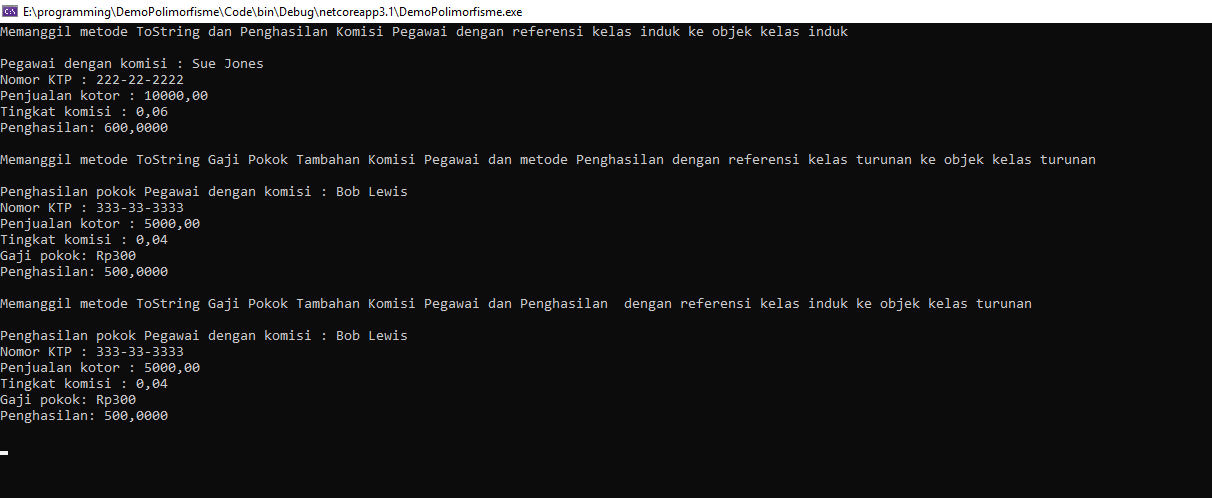 E:\programming\DemoPolimorfisme\Code\bin\Debug\netcoreapp3.1\DemoPolimorfisme.exe
Memanggil metode ToString dan Penghasilan Komisi Pegawai dengan referensi kelas induk ke objek kelas induk
Pegawai dengan komisi : Sue Jones
Nomor KTP : 222-22-2222
Penjualan kotor : 10000,00
Tingkat komisi : 0,06
Penghasilan: 600,0000
Memanggil metode ToString Gaji Pokok Tambahan Komisi Pegawai dan metode Penghasilan dengan referensi kelas turunan ke objek kelas turunan
Penghasilan pokok Pegawai dengan komisi : Bob Lewis
Nomor KTP : 333-33-3333
Penjualan kotor : 5000,00
Tingkat komisi : 0,04
Gaji pokok: Rp300
Penghasilan: 500,0000
Memanggil metode ToString Gaji Pokok Tambahan Komisi Pegawai dan Penghasilan  dengan referensi kelas induk ke objek kelas turunan
Penghasilan pokok Pegawai dengan komisi : Bob Lewis
Nomor KTP : 333-33-3333
Penjualan kotor : 5000,00
Tingkat komisi : 0,04
Gaji pokok: Rp300
Penghasilan: 500,0000